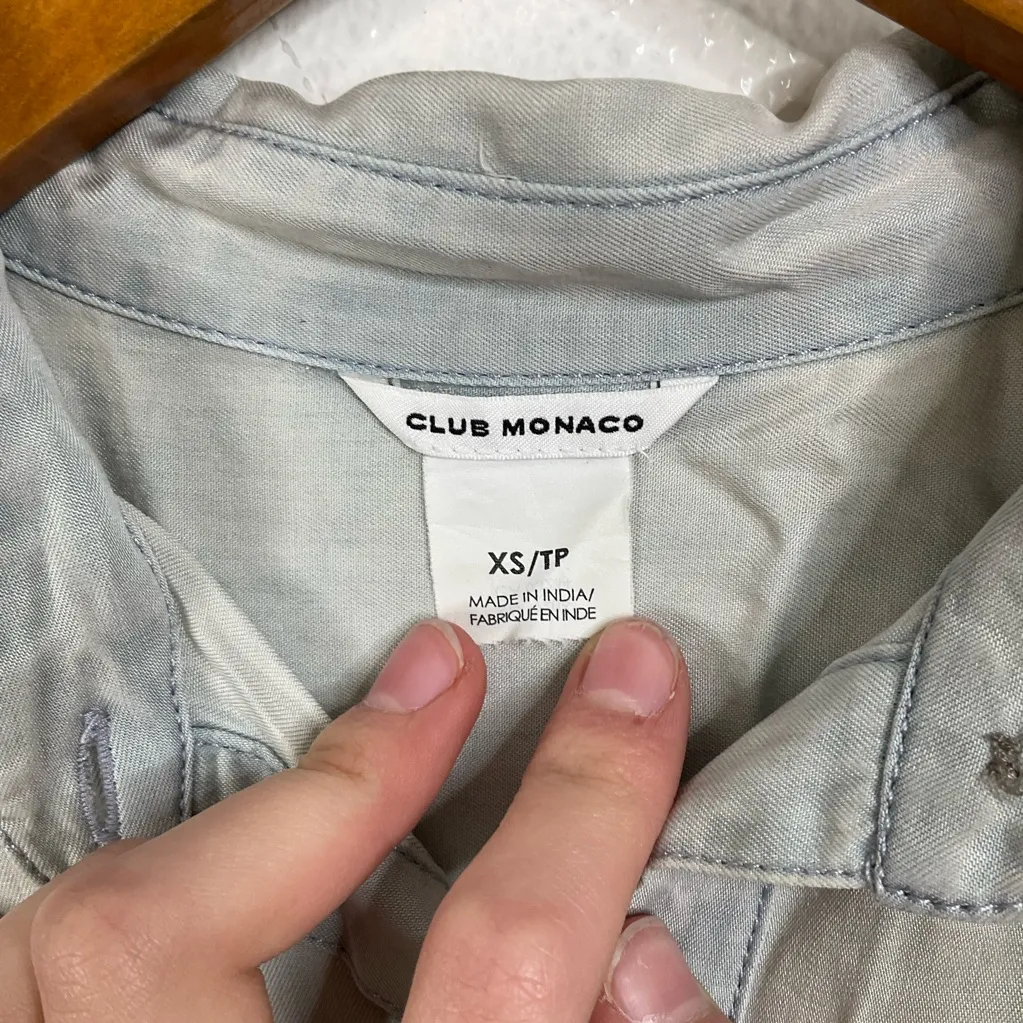 CLUB MONACO
XS/TP
MADE IN INDIA/
FABRIQUÉ EN INDE